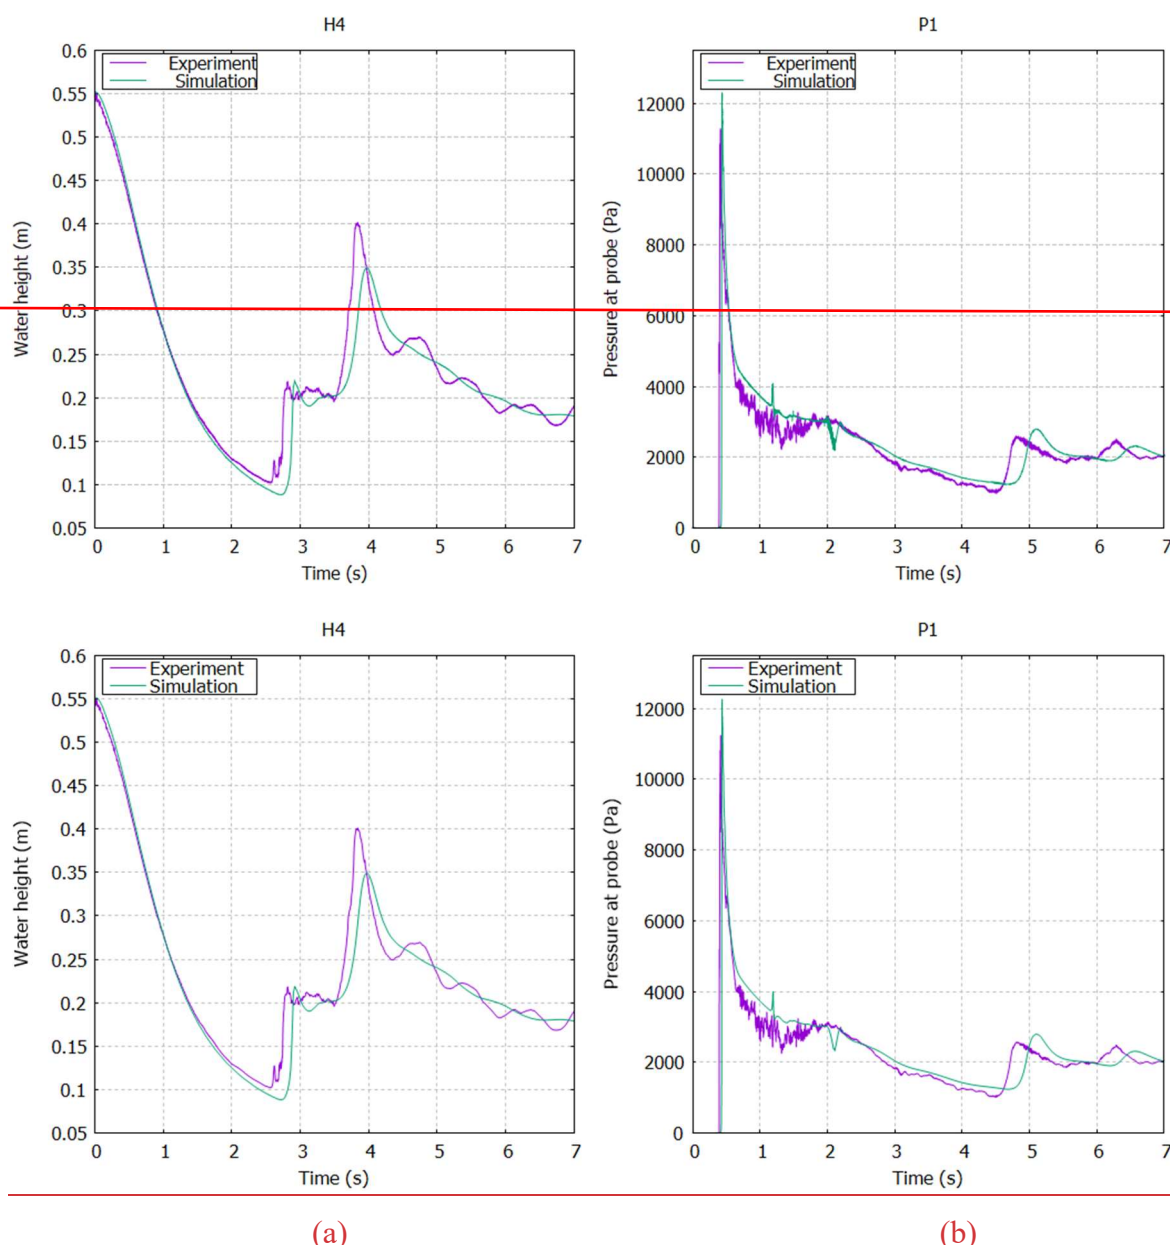 H4
Experiment
Simulation
0.6
0.55
0.5
0.45
0.4
0.35
0.3
0.25
0.2
0.15
0.1
0.05
Water height (m)
0 1 2 3 4 5 6 7
Time (s)
P1
Experiment
Simulation
12000
10000
8000
6000
4000
2000
0
Pressure at probe (Pa)
0 1 2 3 4 5 6 7
Time (s)
H4
Experiment
Simulation
0.6
0.55
0.5
0.45
0.4
0.35
0.3
0.25
0.2
0.15
0.1
0.05
Water height (m)
0 1 2 3 4 5 6 7
Time (s)
P1
Experiment
Simulation
12000
10000
8000
6000
4000
2000
0
Pressure at probe (Pa)
0 1 2 3 4 5 6 7
Time (s)
(a) (b)